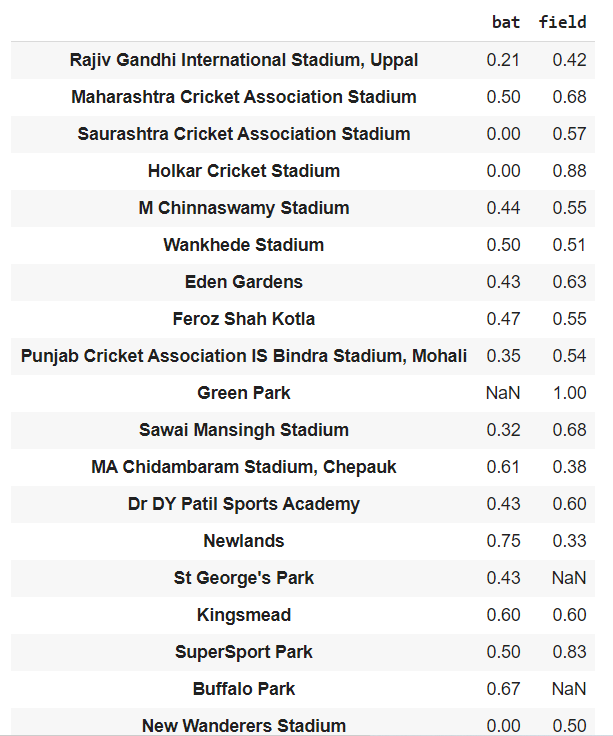 bat field
Rajiv Gandhi International Stadium, Uppal 0.21 0.42
Maharashtra Cricket Association Stadium 0.50 0.68
Saurashtra Cricket Association Stadium 0.00 0.57
Holkar Cricket Stadium 0.00 0.88
M Chinnaswamy Stadium 0.44 0.55
Wankhede Stadium 0.50 0.51
Eden Gardens 0.43 0.63
Feroz Shah Kotla 0.47 0.55
Punjab Cricket Association IS Bindra Stadium, Mohali 0.35 0.54
Green Park NaN 1.00
Sawai Mansingh Stadium 0.32 0.68
MA Chidambaram Stadium, Chepauk 0.61 0.38
Dr DY Patil Sports Academy 0.43 0.60
Newlands 0.75 0.33
St George's Park 0.43 NaN
Kingsmead 0.60 0.60
SuperSport Park 0.50 0.83
Buffalo Park 0.67 NaN
New Wanderers Stadium 0.00 0.50